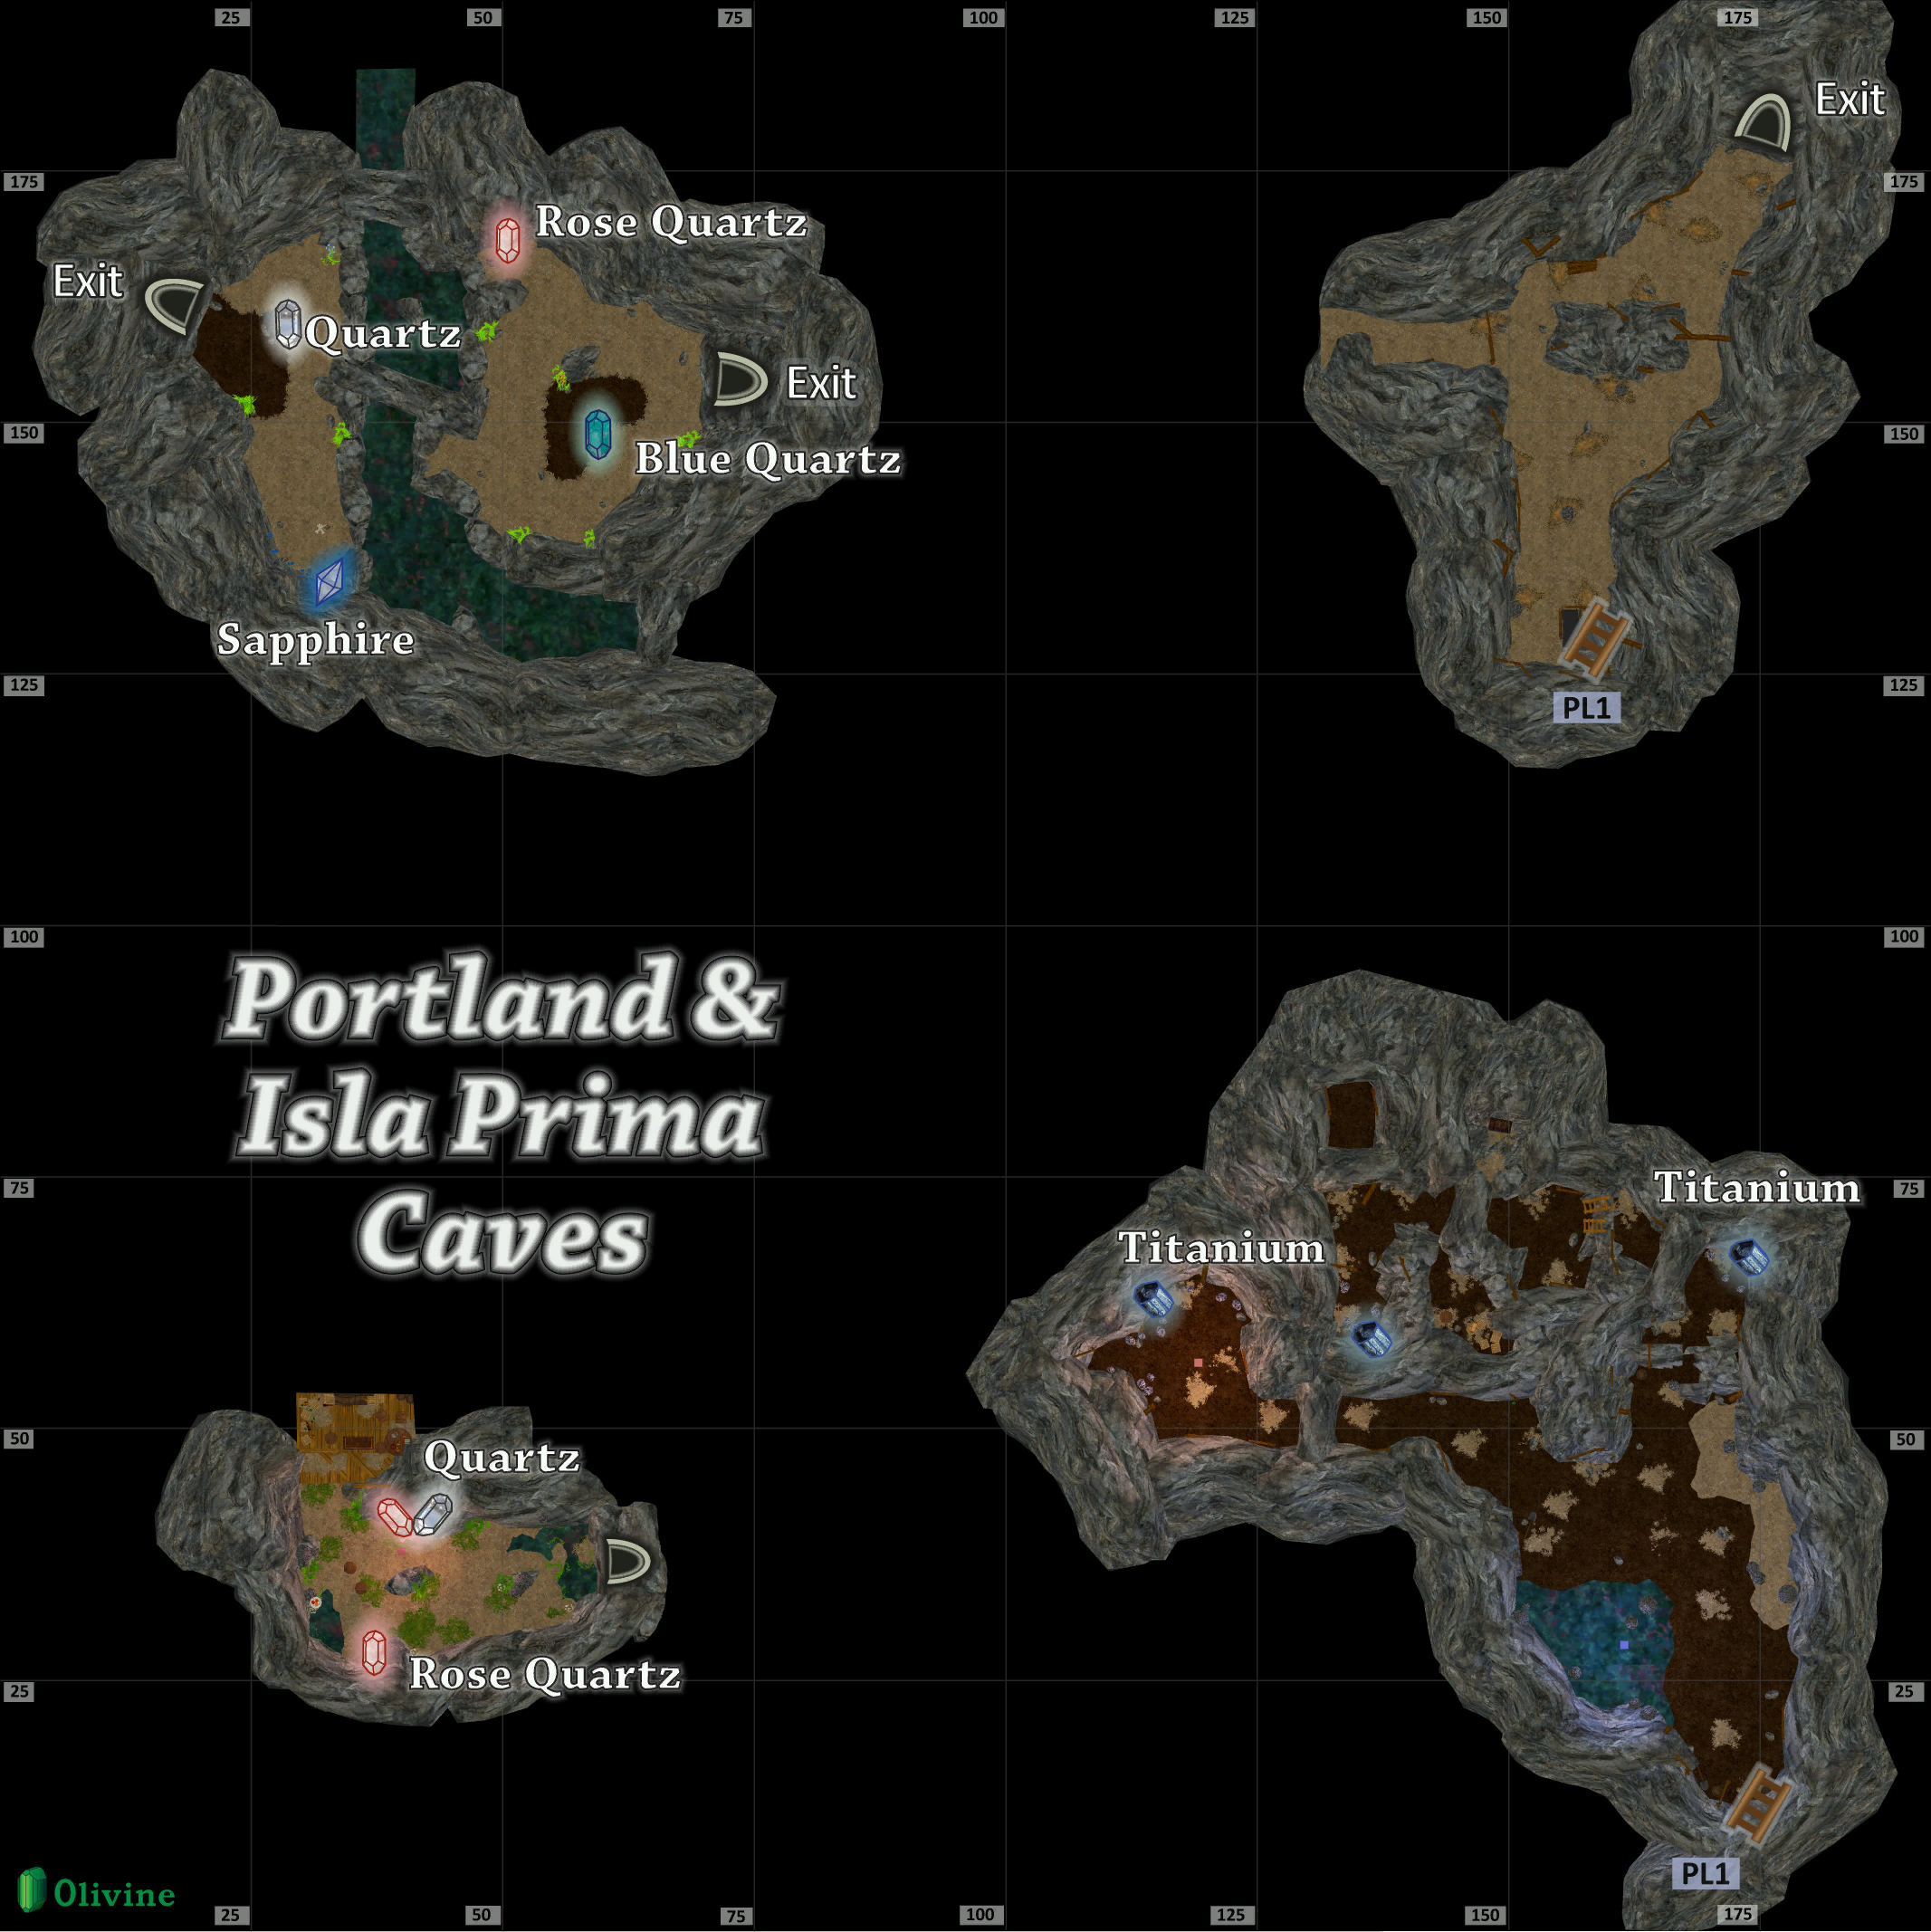 25 50 75 100 125 150 175
Exit
175 175
Rose Quartz
Exit
Quartz
Exit
150 150
Blue Quartz
Sapphire
125 125
PL1
100 100
Portland &
Isla Prima
Caves
75 75
Titanium
Titanium
50 50
Quartz
Rose Quartz
25 25
PL1
Olivine
25 50 75 100 125 150 175